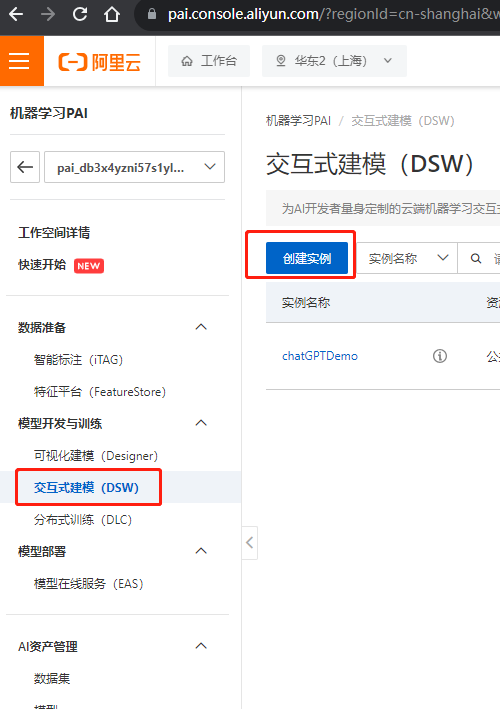 pai.console.aliyun.com/?regionId=cn-shanghai&w
阿里云
工作台
华东2（上海）
机器学习PAI
pai_db3x4yzni57s1yl...
工作空间详情
快速开始 NEW
数据准备
智能标注（iTAG）
特征平台（FeatureStore）
模型开发与训练
可视化建模（Designer）
交互式建模（DSW）
分布式训练（DLC）
模型部署
模型在线服务（EAS）
AI资产管理
数据集
机器学习PAI / 交互式建模（DSW）
交互式建模（DSW）
为AI开发者量身定制的云端机器学习交互
创建实例
实例名称
实例名称
chatGPTDemo